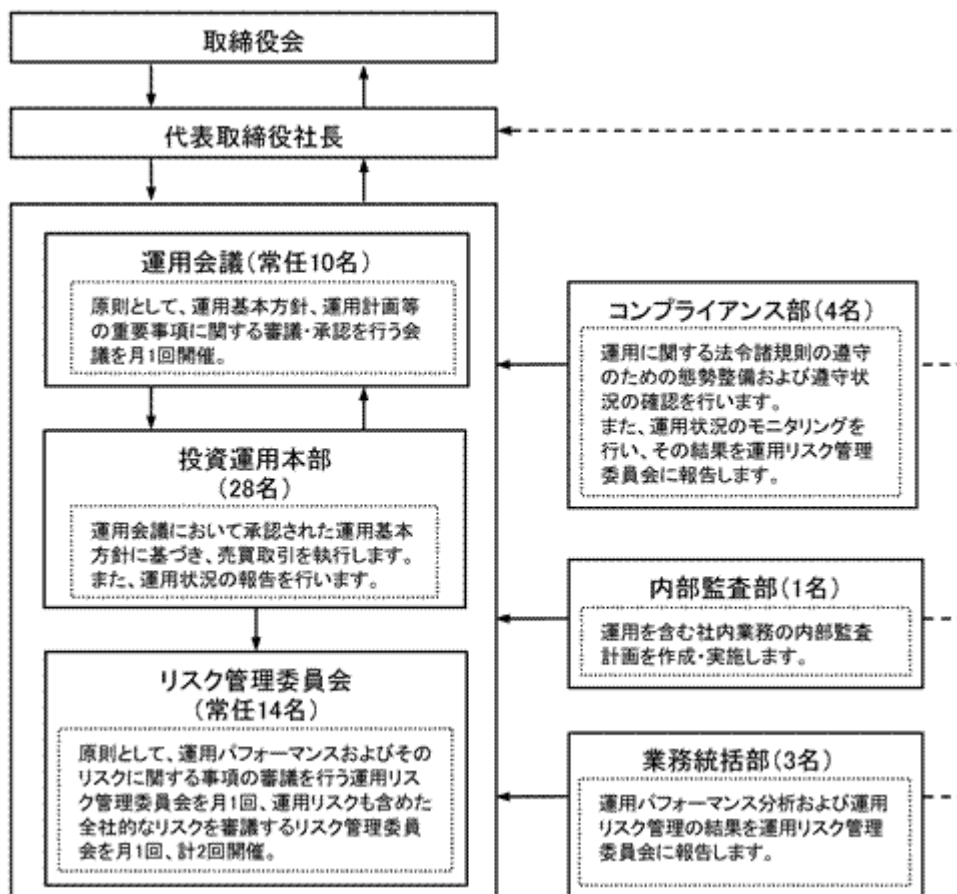 取締役会
代表取締役社長
運用会議(常任10名)
原則として、運用基本方針、運用計画等
の重要事項に関する審議・承認を行う会
議を月1回開催。
投資運用本部
(28名)
運用会議において承認された運用基本
方針に基づき、売買取引を執行します。
また、運用状況の報告を行います。
リスク管理委員会
(常任14名)
原則として、運用パフォーマンスおよびその
リスクに関する事項の審議を行う運用リス
ク管理委員会を月1回、運用リスクも含めた
全社的なリスクを審議するリスク管理委員
会を月1回、計2回開催。
コンプライアンス部(4名)
運用に関する法令諸規則の遵守
のための態勢整備および遵守状
況の確認を行います。
また、運用状況のモニタリングを
行い、その結果を運用リスク管理
委員会に報告します。
内部監査部(1名)
運用を含む社内業務の内部監査
計画を作成・実施します。
業務統括部(3名)
運用パフォーマンス分析および運用
リスク管理の結果を運用リスク管理
委員会に報告します。